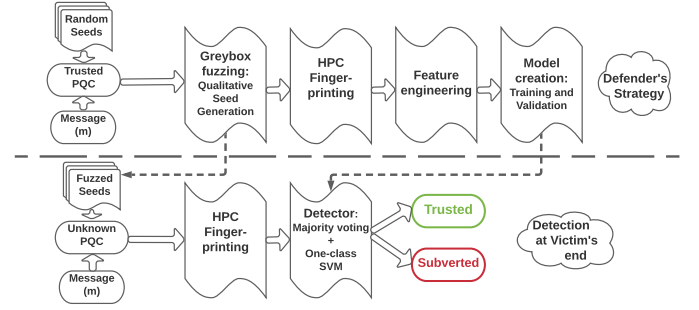 Random
Seeds
Trusted
PQC
Message
(m)
Greybox
fuzzing:
Qualitative
Seed
Generation
HPC
Finger-
printing
Feature
engineering
Model
creation:
Training and
Validation
Defender's
Strategy
Fuzzed
Seeds
Unknown
PQC
Message
(m)
HPC
Finger-
printing
Detector:
Majority voting
+
One-class
SVM
Trusted
Subverted
Detection
at Victim's
end